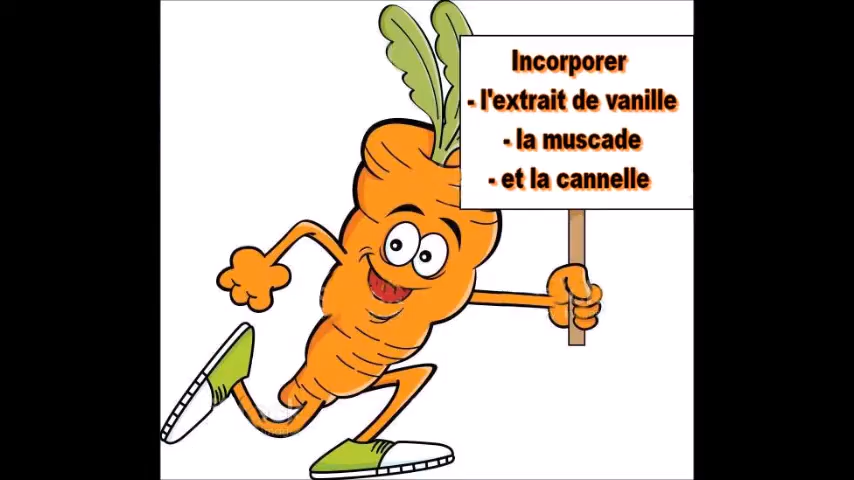 Incorporer
- l'extrait de vanille
- la muscade
- et la cannelle